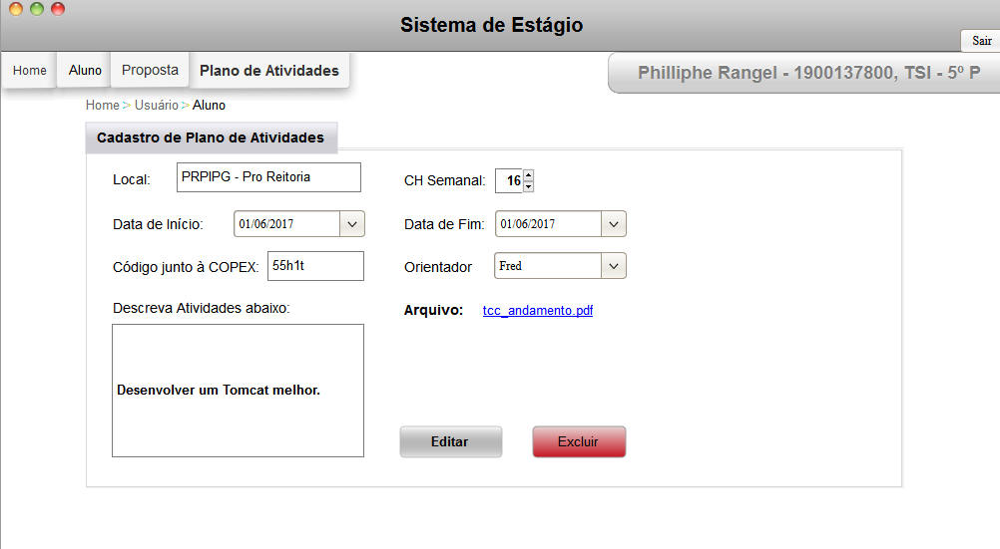 Sistema de Estágio
Sair
Home Aluno Proposta Plano de Atividades
Philliphe Rangel - 1900137800, TSI - 5º P
Home > Usuário > Aluno
Cadastro de Plano de Atividades
Local: PRPIPG - Pro Reitoria
CH Semanal: 16
Data de Início: 01/06/2017
Data de Fim: 01/06/2017
Código junto à COPEX: 55h1t
Orientador Fred
Descreva Atividades abaixo:
Arquivo: tcc_andamento.pdf
Desenvolver um Tomcat melhor.
Editar
Excluir